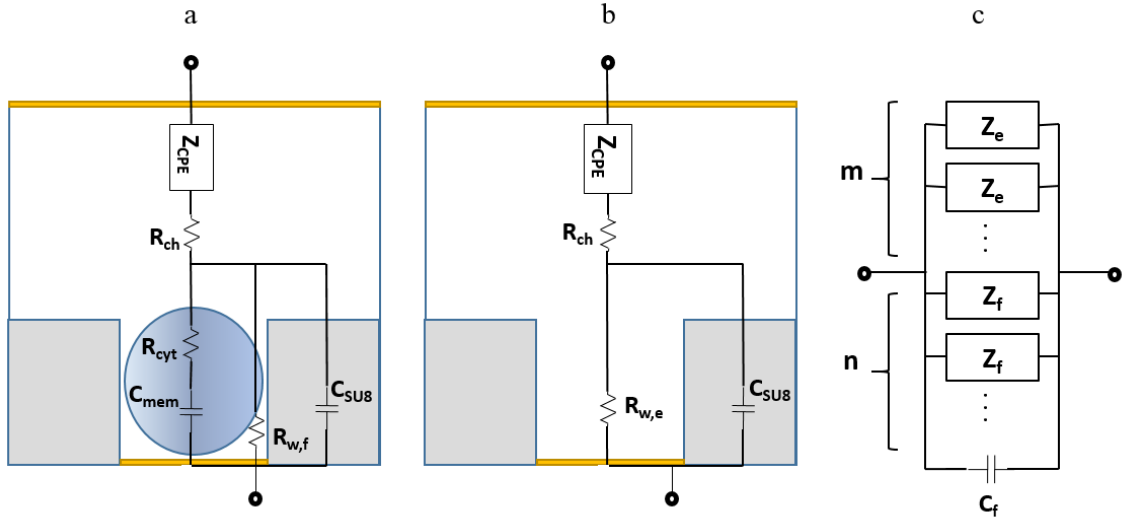 a
b
c
Z_CPE
R_ch
R_cyt
C_mem
R_w,f
C_SU8
Z_CPE
R_ch
R_w,e
C_SU8
m
Z_e
Z_e
⋮
n
Z_f
Z_f
⋮
C_f